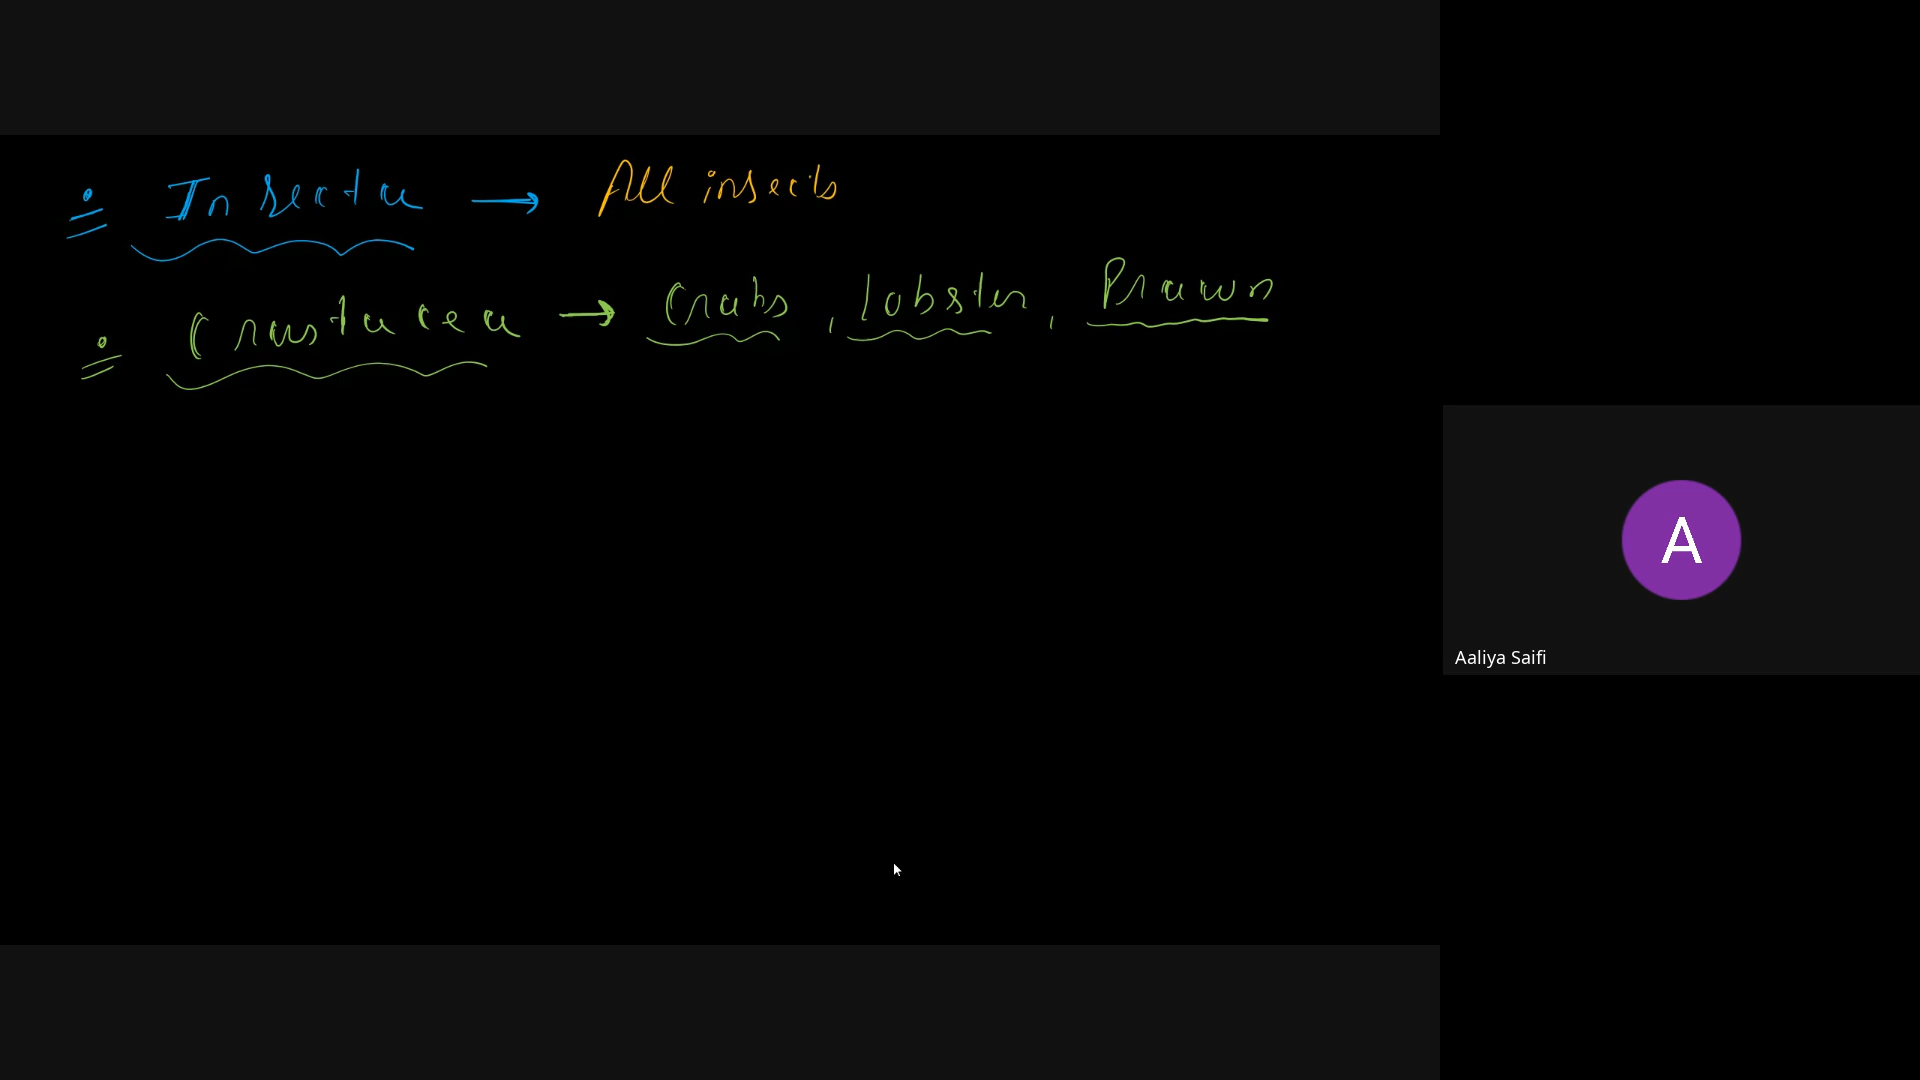 Insecta → All insects
Crustacea → Crabs, lobster, Prawn
A
Aaliya Saifi